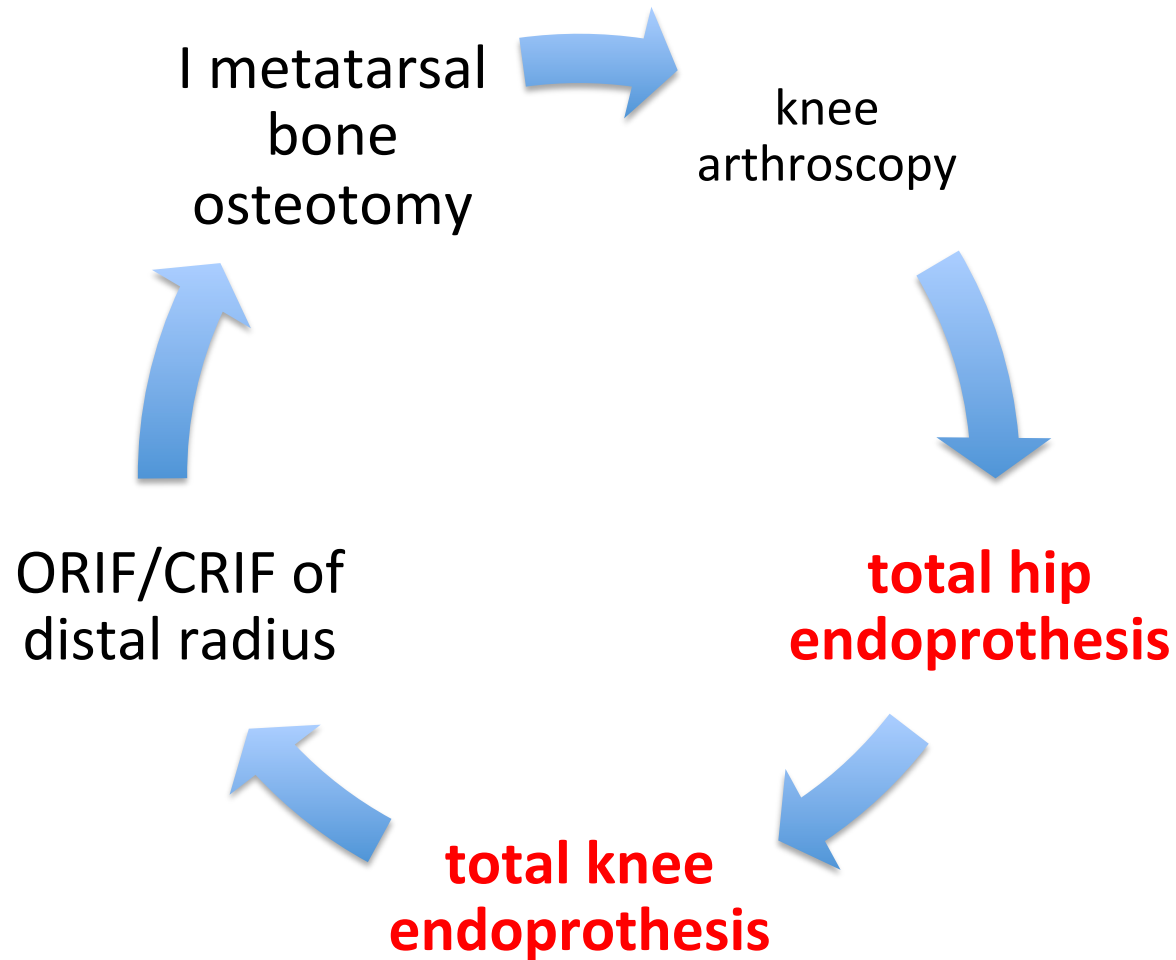 I metatarsal
bone
osteotomy
knee
arthroscopy
total hip
endoprothesis
total knee
endoprothesis
ORIF/CRIF of
distal radius